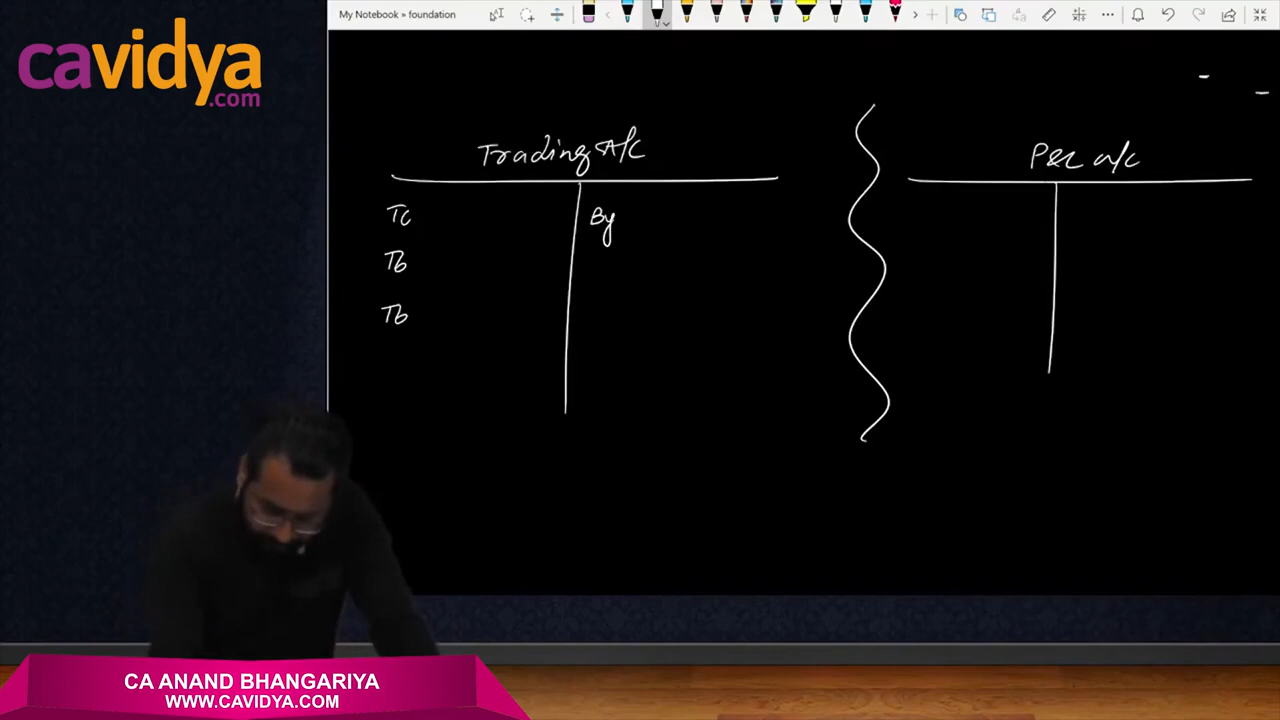 cavidya
.com
My Notebook » foundation
Trading A/c
To
By
To
To
P&L a/c
CA ANAND BHANGARIYA
WWW.CAVIDYA.COM